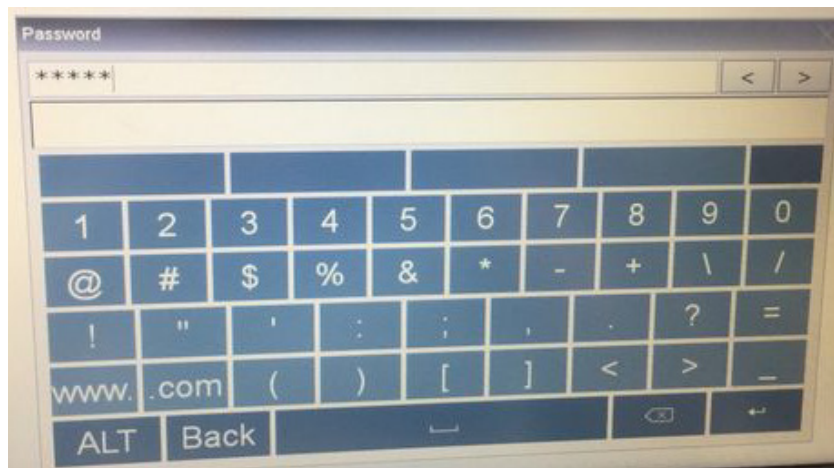 Password
*****
< >
1 2 3 4 5 6 7 8 9 0
@ # $ % & * - + \ /
! " ' : ; , . ? =
www. .com ( ) [ ] < > _
ALT Back